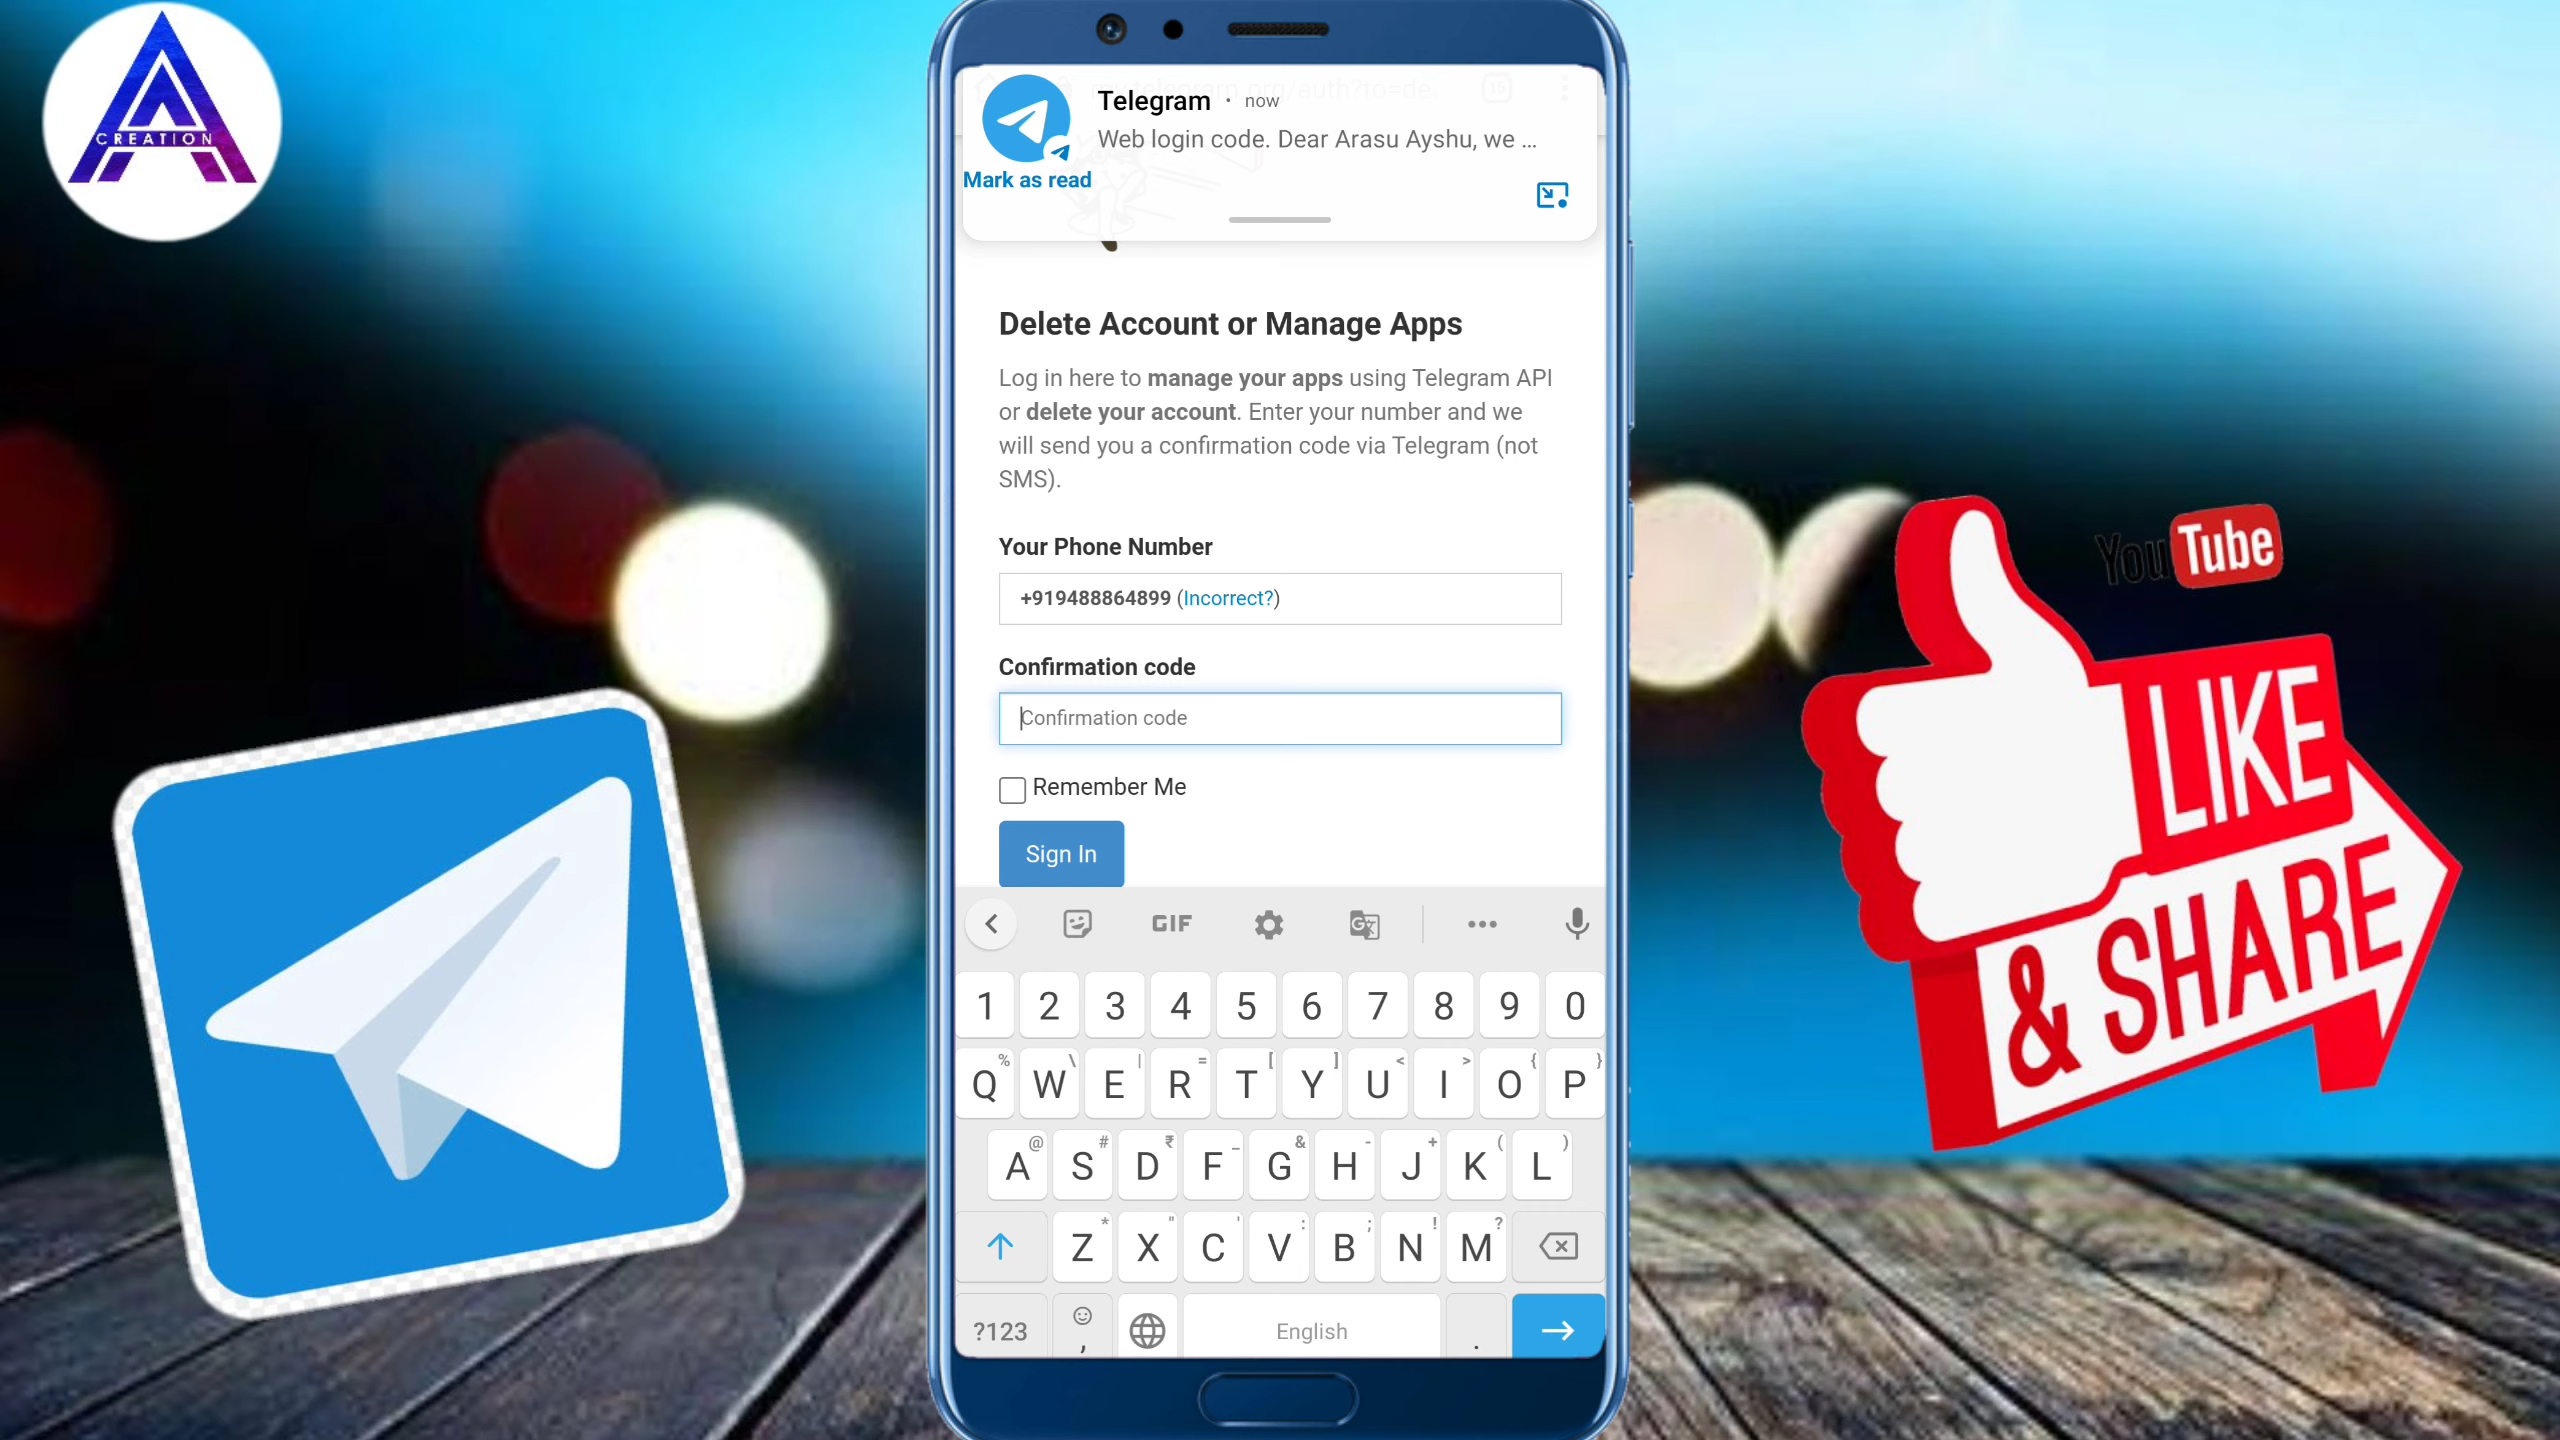 CREATION
Telegram · now
Web login code. Dear Arasu Ayshu, we ...
Mark as read
Delete Account or Manage Apps
Log in here to manage your apps using Telegram API
or delete your account. Enter your number and we
will send you a confirmation code via Telegram (not
SMS).
Your Phone Number
+919488864899 (Incorrect?)
Confirmation code
Confirmation code
Remember Me
Sign In
GIF
1 2 3 4 5 6 7 8 9 0
% \ | = [ ] < > { }
Q W E R T Y U I O P
@ # ₹ _ & - + ( )
A S D F G H J K L
* " ' : ; ! ?
Z X C V B N M
?123 , English .
YouTube
LIKE
& SHARE